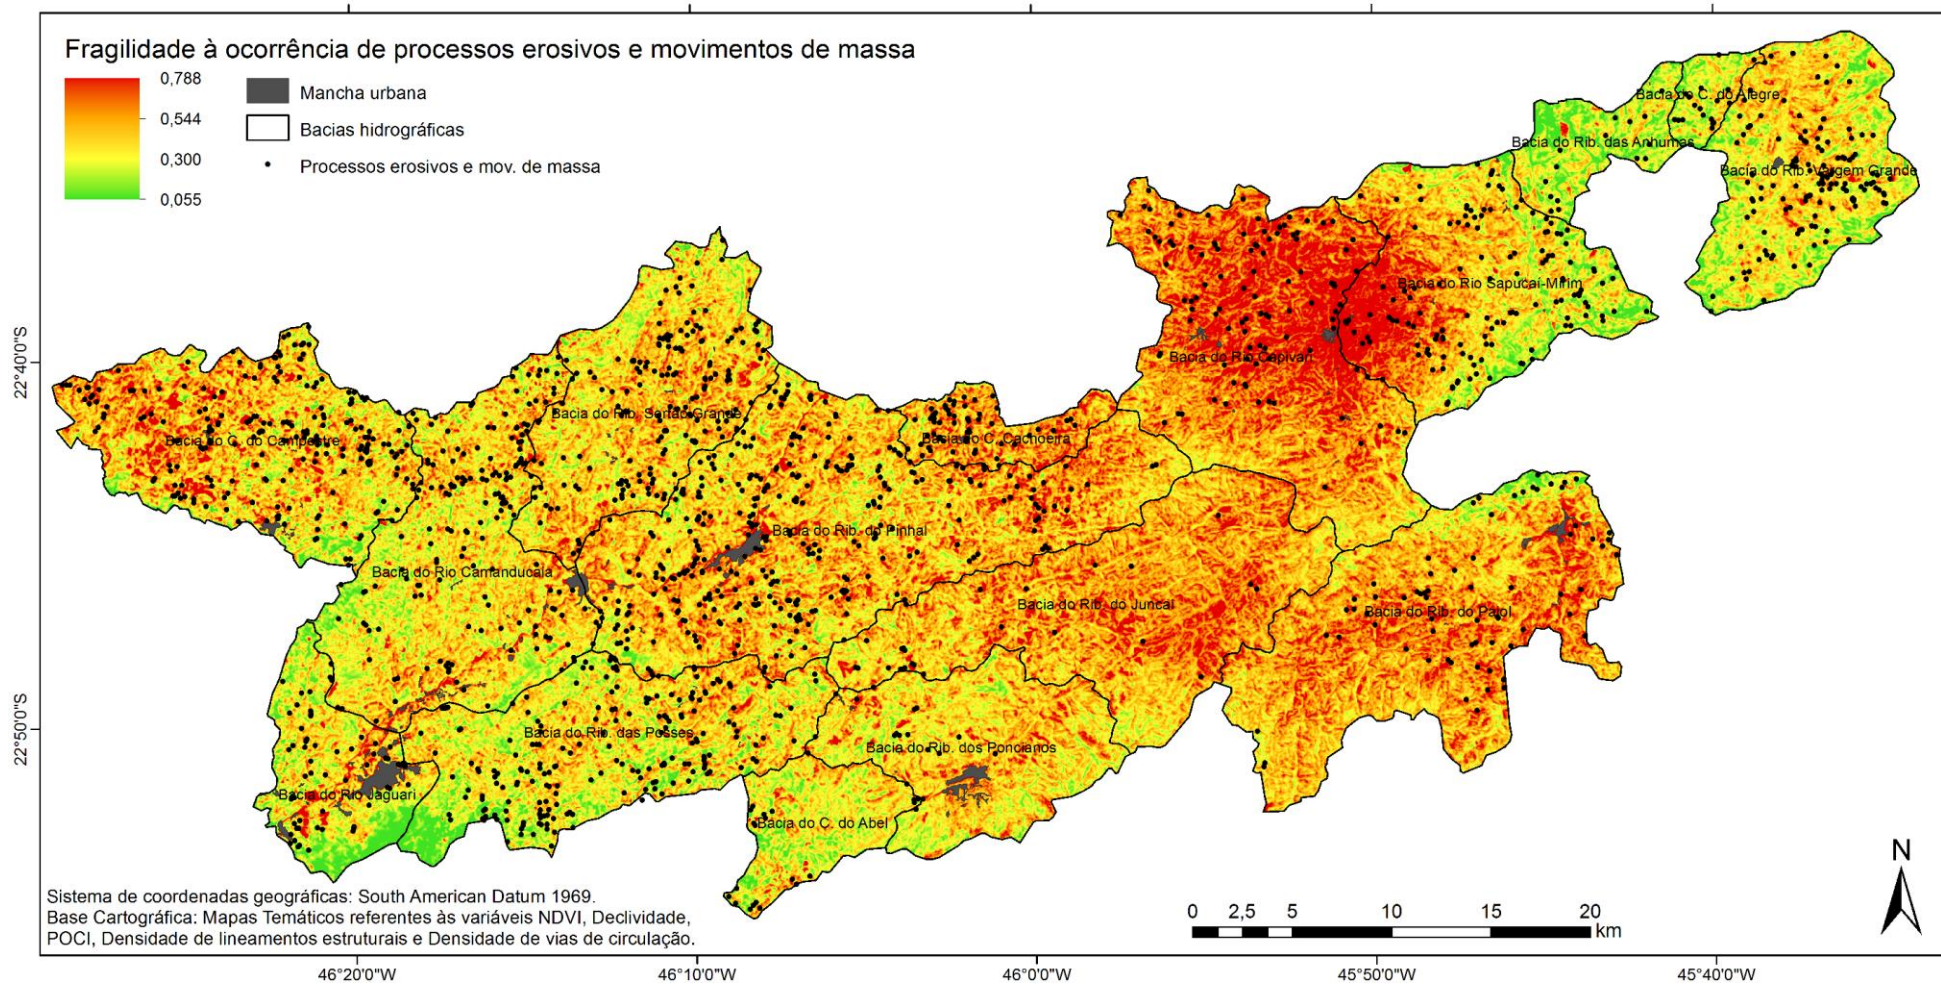 Fragilidade à ocorrência de processos erosivos e movimentos de massa
0,788
0,544
0,300
0,055
Mancha urbana
Bacias hidrográficas
Processos erosivos e mov. de massa
Bacia do C. do Alegre
Bacia do Rib. das Anhumas
Bacia do Rib. Vargem Grande
Bacia do Rio Sapucaí-Mirim
Bacia do Rio Capivari
Bacia do Rib. Sertão Grande
Bacia do C. do Campestre
Bacia do C. Cachoeira
Bacia do Rib. do Pinhal
Bacia do Rio Camanducaia
Bacia do Rib. do Juncal
Bacia do Rib. do Paiol
Bacia do Rib. das Posses
Bacia do Rib. dos Poncianos
Bacia do Rio Jaguari
Bacia do C. do Abel
22°40'0"S
22°50'0"S
Sistema de coordenadas geográficas: South American Datum 1969.
Base Cartográfica: Mapas Temáticos referentes às variáveis NDVI, Declividade,
POCI, Densidade de lineamentos estruturais e Densidade de vias de circulação.
0 2,5 5 10 15 20
km
N
46°20'0"W 46°10'0"W 46°0'0"W 45°50'0"W 45°40'0"W